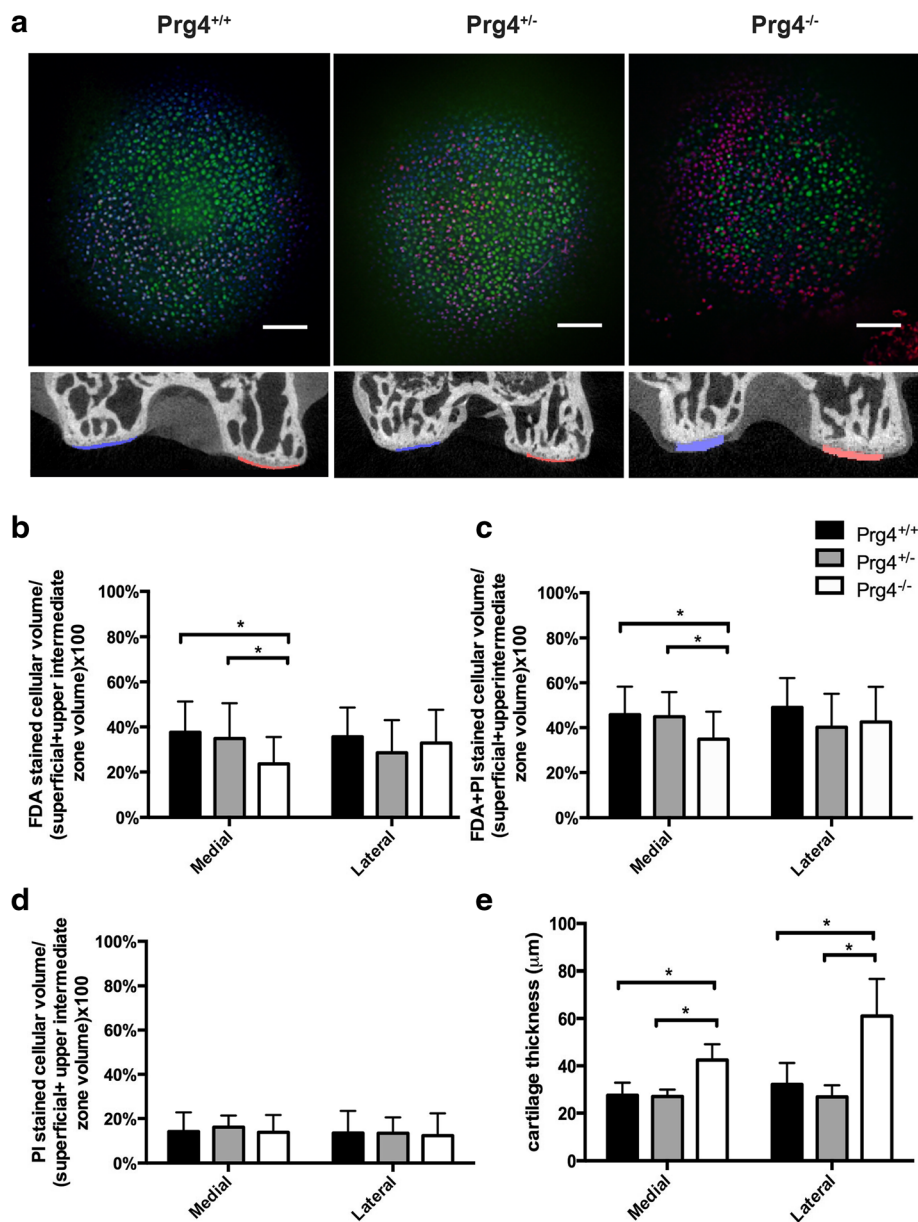 a
Prg4+/+ Prg4+/- Prg4-/-
b
FDA stained cellular volume/
(superficial+upper intermediate
zone volume)x100
100%
80%
60%
40%
20%
0%
* *
Medial Lateral
c
FDA+PI stained cellular volume/
(superficial+upperintermediate
zone volume)x100
100%
80%
60%
40%
20%
0%
* *
Medial Lateral
Prg4+/+
Prg4+/-
Prg4-/-
d
PI stained cellular volume/
(superficial+ upper intermediate
zone volume)x100
100%
80%
60%
40%
20%
0%
Medial Lateral
e
cartilage thickness (μm)
100
80
60
40
20
0
* * * *
Medial Lateral